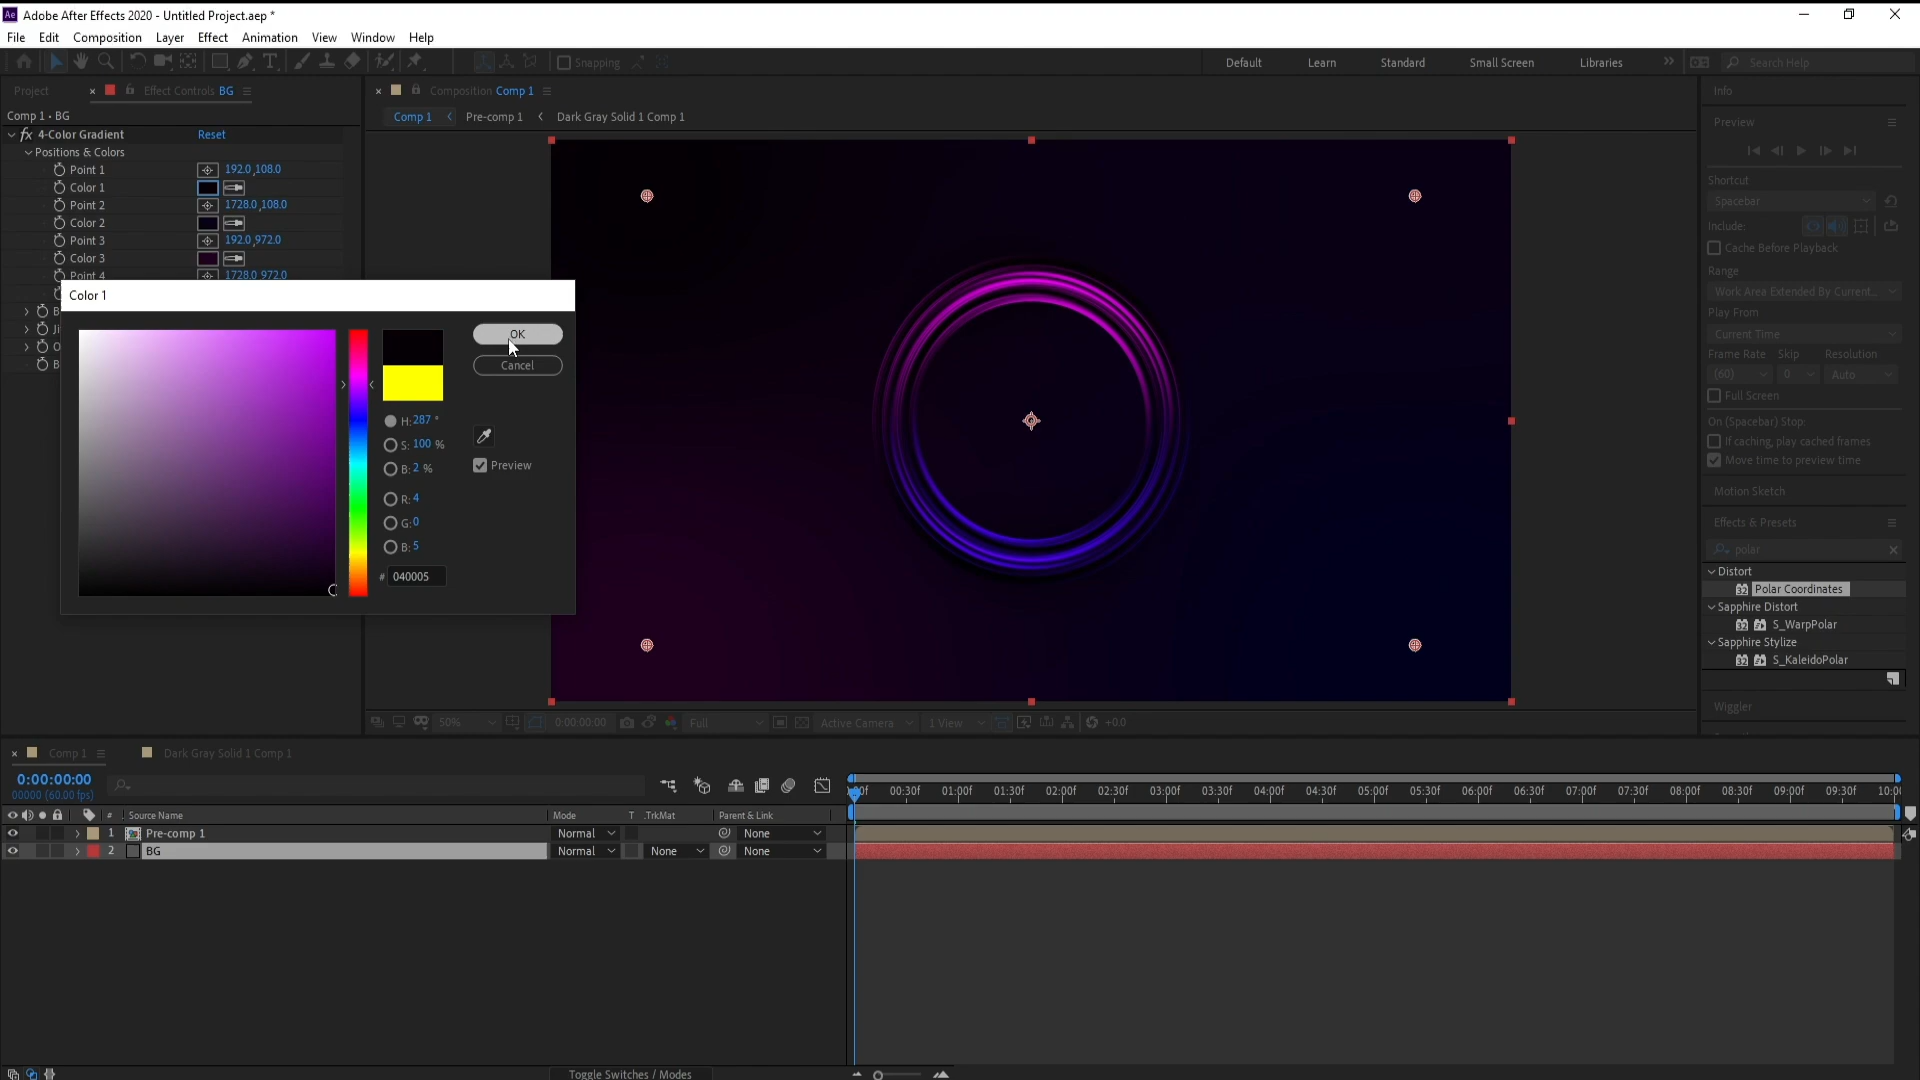 Ae Adobe After Effects 2020 - Untitled Project.aep *
File Edit Composition Layer Effect Animation View Window Help
Snapping Default Learn Standard Small Screen Libraries » Search Help
Project × Effect Controls BG × Composition Comp 1 Info
Comp 1 • BG
Comp 1 Pre-comp 1 Dark Gray Solid 1 Comp 1
Preview
fx 4-Color Gradient Reset
Positions & Colors
Point 1 192.0,108.0
Color 1
Point 2 1728.0,108.0
Color 2
Point 3 192.0,972.0
Color 3
Point 4 1728.0,972.0
Color 1
OK
Cancel
H: 287 °
S: 100 %
B: 2 %
Preview
R: 4
G: 0
B: 5
# 040005
Shortcut
Spacebar
Include:
Cache Before Playback
Range
Work Area Extended By Current...
Play From
Current Time
Frame Rate Skip Resolution
(60) 0 Auto
Full Screen
On (Spacebar) Stop:
If caching, play cached frames
Move time to preview time
Motion Sketch
Effects & Presets
polar
Distort
Polar Coordinates
Sapphire Distort
S_WarpPolar
Sapphire Stylize
S_KaleidoPolar
Wiggler
50% 0:00:00:00 Full Active Camera 1 View +0.0
× Comp 1 Dark Gray Solid 1 Comp 1
0:00:00:00
00000 (60.00 fps)
00:30f 01:00f 01:30f 02:00f 02:30f 03:00f 03:30f 04:00f 04:30f 05:00f 05:30f 06:00f 06:30f 07:00f 07:30f 08:00f 08:30f 09:00f 09:30f 10:0
# Source Name Mode T .TrkMat Parent & Link
1 Pre-comp 1 Normal None
2 BG Normal None None
Toggle Switches / Modes